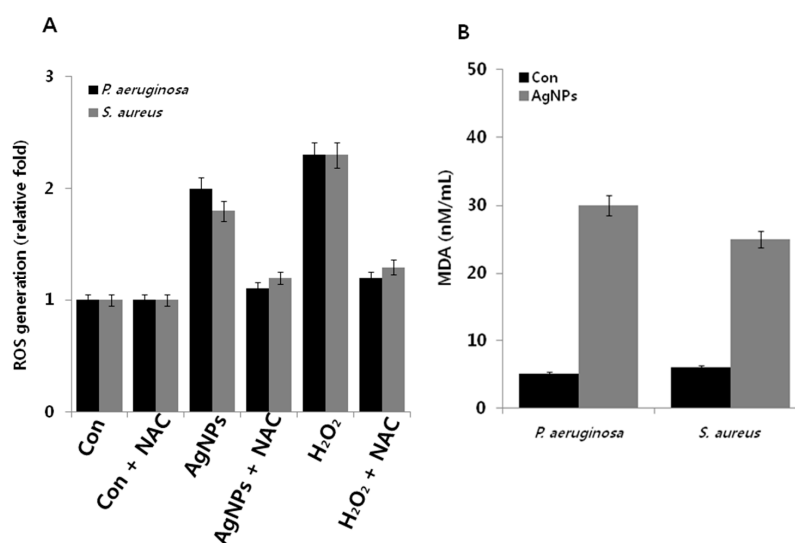 A
ROS generation (relative fold)
3
2
1
0
P. aeruginosa
S. aureus
Con
Con + NAC
AgNPs
AgNPs + NAC
H₂O₂
H₂O₂ + NAC
B
MDA (nM/mL)
50
40
30
20
10
0
Con
AgNPs
P. aeruginosa
S. aureus